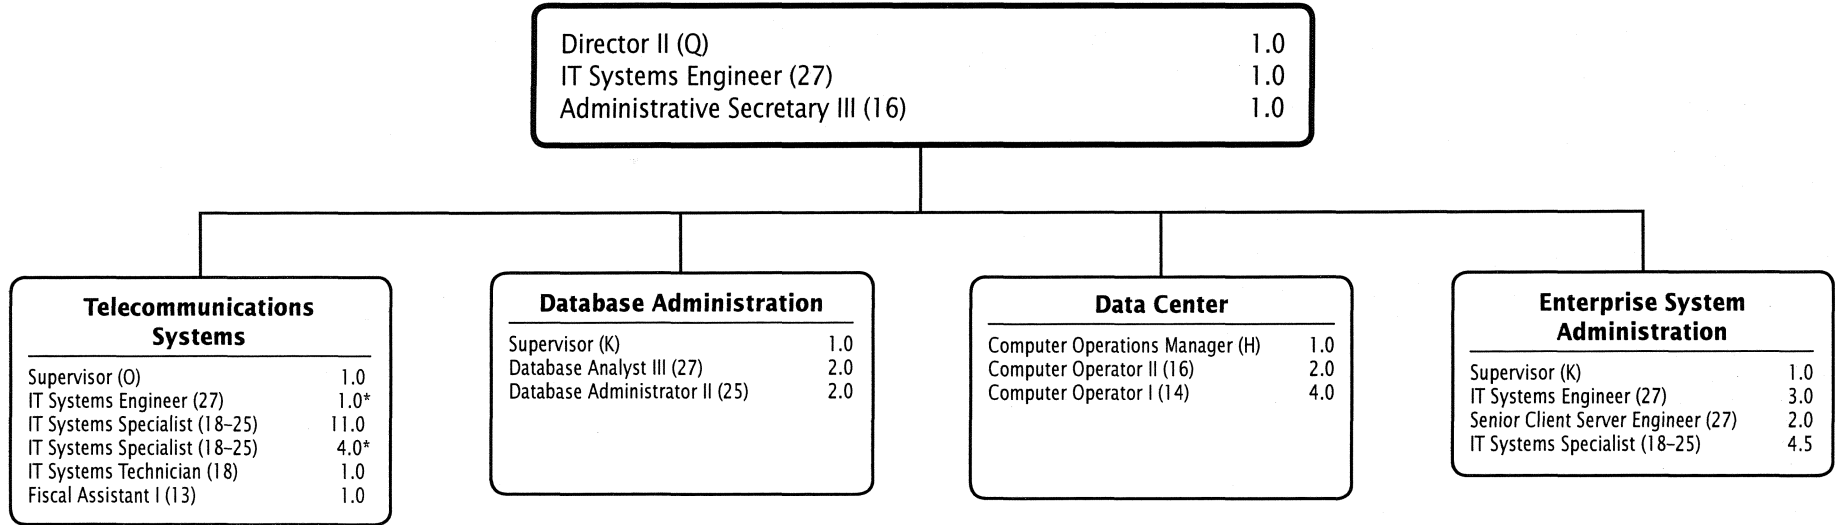 Director II (Q) 1.0
IT Systems Engineer (27) 1.0
Administrative Secretary III (16) 1.0
Telecommunications
Systems
Supervisor (O) 1.0
IT Systems Engineer (27) 1.0*
IT Systems Specialist (18–25) 11.0
IT Systems Specialist (18–25) 4.0*
IT Systems Technician (18) 1.0
Fiscal Assistant I (13) 1.0
Database Administration
Supervisor (K) 1.0
Database Analyst III (27) 2.0
Database Administrator II (25) 2.0
Data Center
Computer Operations Manager (H) 1.0
Computer Operator II (16) 2.0
Computer Operator I (14) 4.0
Enterprise System
Administration
Supervisor (K) 1.0
IT Systems Engineer (27) 3.0
Senior Client Server Engineer (27) 2.0
IT Systems Specialist (18–25) 4.5